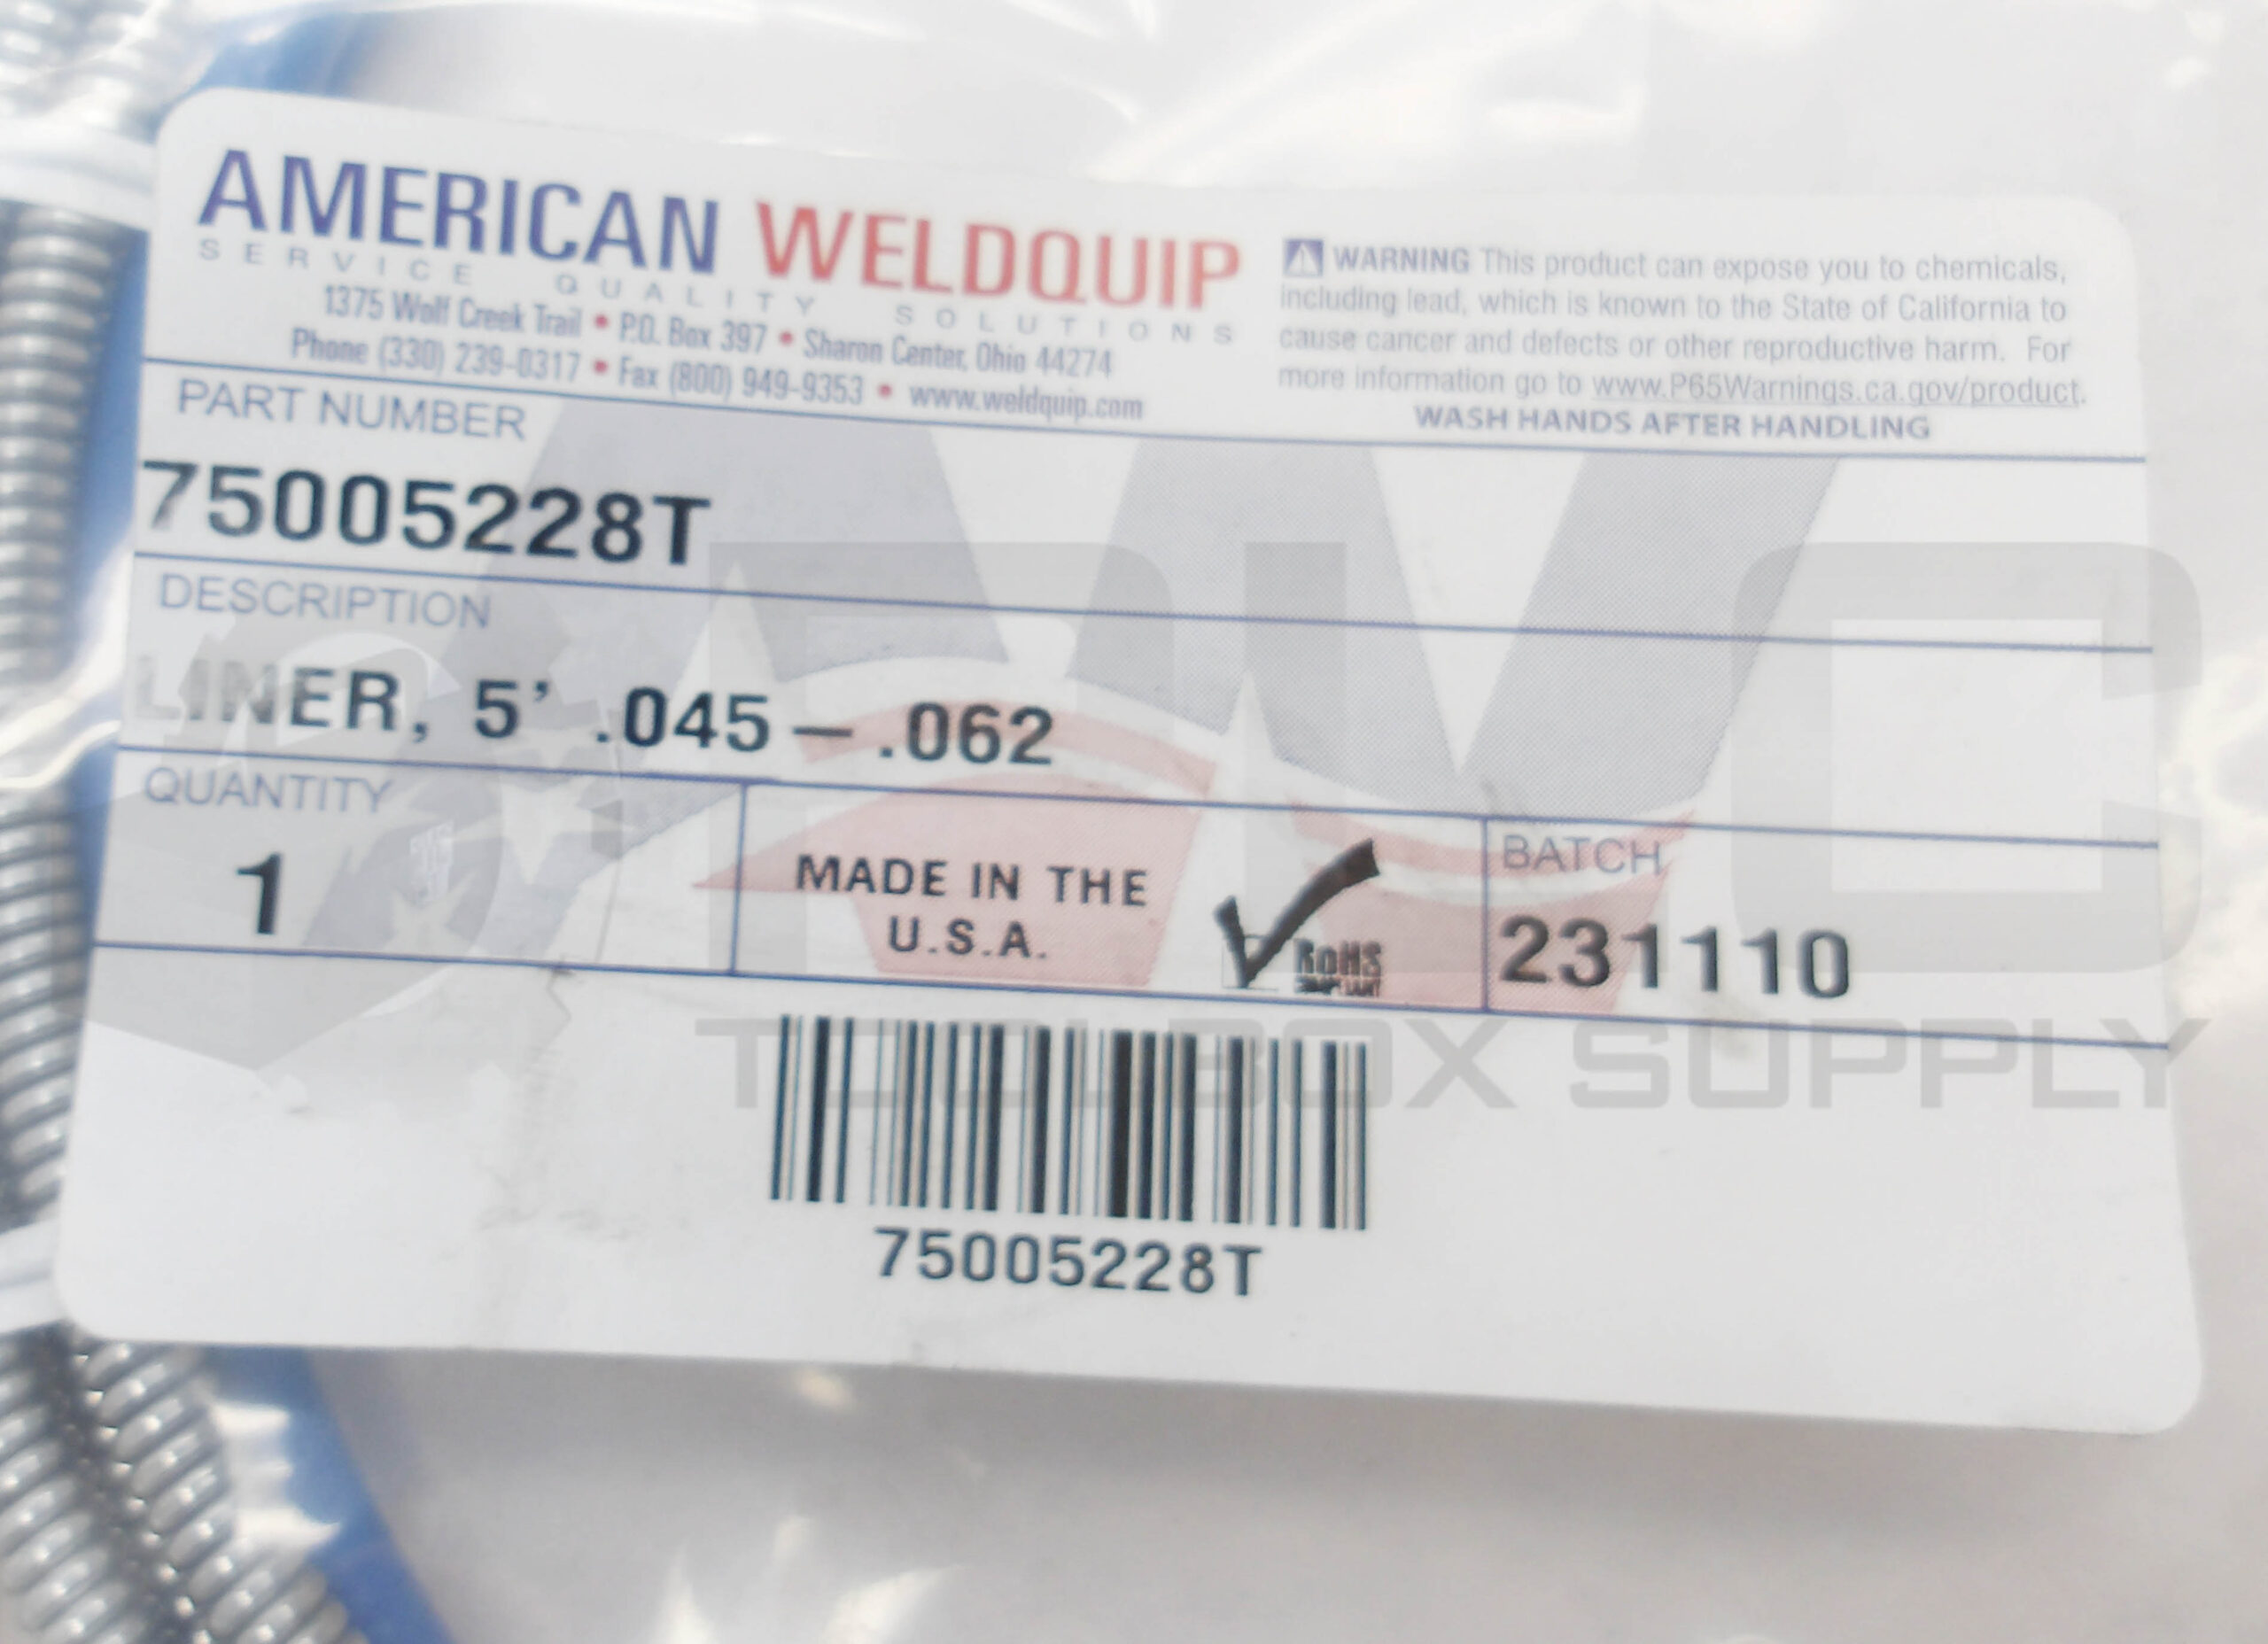 AMERICAN WELDQUIP
SERVICE QUALITY SOLUTIONS
1375 Wolf Creek Trail • P.O. Box 397 • Sharon Center, Ohio 44274
Phone (330) 239-0317 • Fax (800) 949-9353 • www.weldquip.com
WARNING This product can expose you to chemicals,
including lead, which is known to the State of California to
cause cancer and defects or other reproductive harm. For
more information go to www.P65Warnings.ca.gov/product.
WASH HANDS AFTER HANDLING
PART NUMBER
75005228T
DESCRIPTION
LINER, 5' .045 – .062
QUANTITY
1
MADE IN THE
U.S.A.
RoHS
COMPLIANT
BATCH
231110
75005228T
TOOLBOX SUPPLY